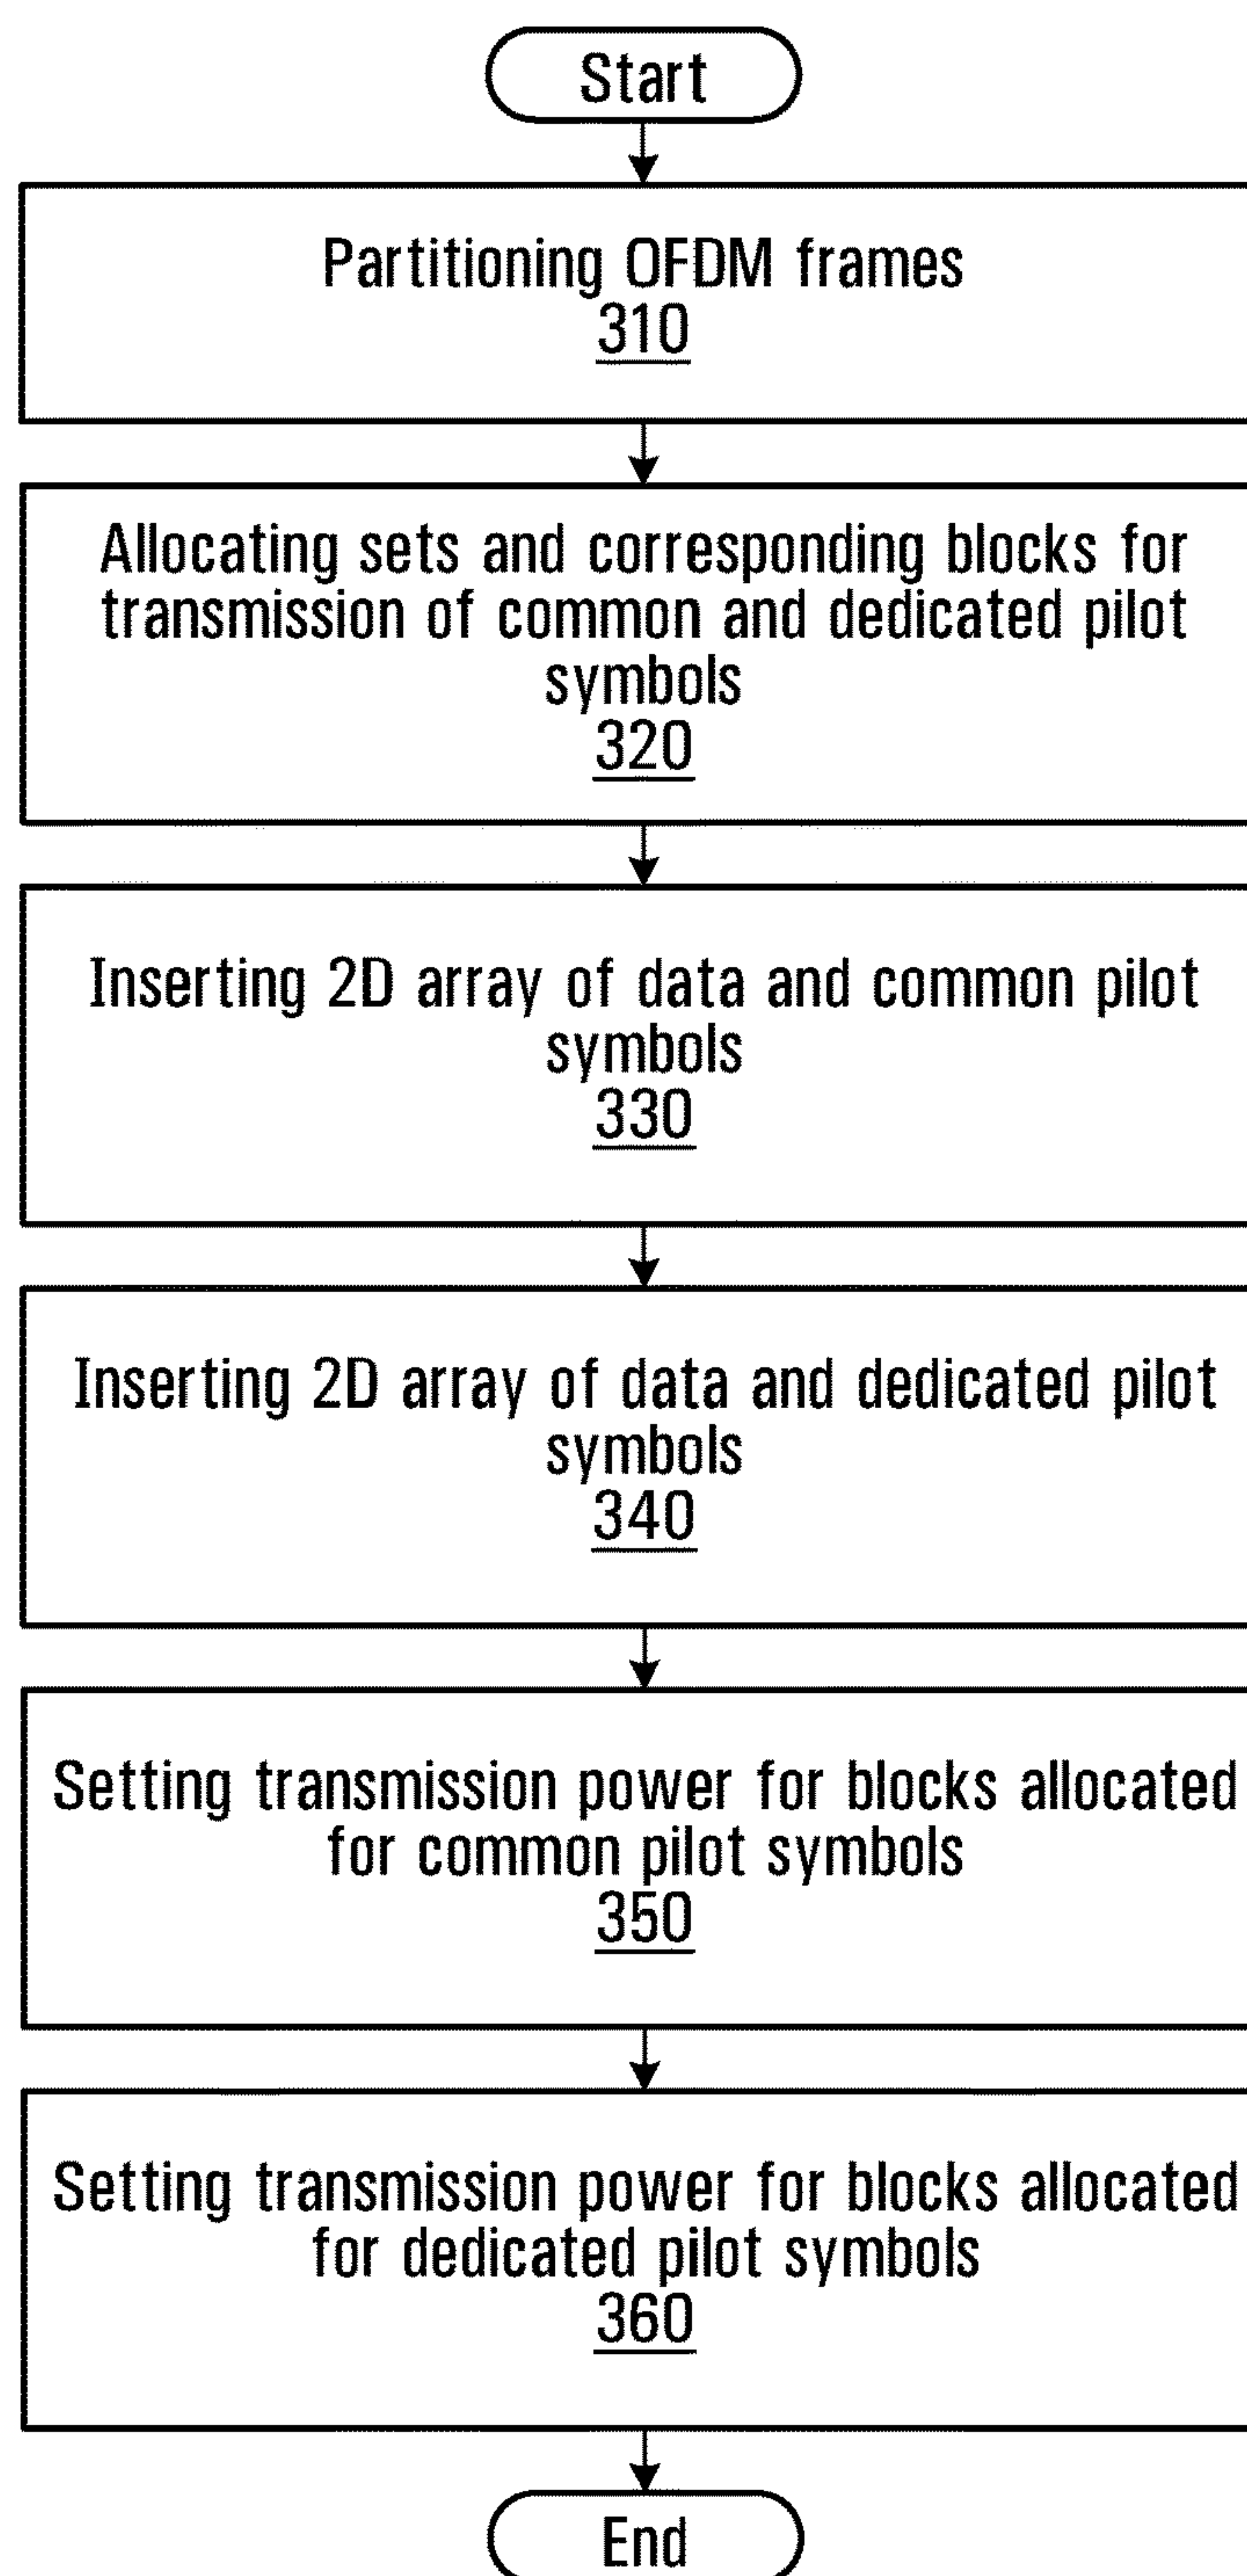 Start
Partitioning OFDM frames
310
Allocating sets and corresponding blocks for
transmission of common and dedicated pilot
symbols
320
Inserting 2D array of data and common pilot
symbols
330
Inserting 2D array of data and dedicated pilot
symbols
340
Setting transmission power for blocks allocated
for common pilot symbols
350
Setting transmission power for blocks allocated
for dedicated pilot symbols
360
End